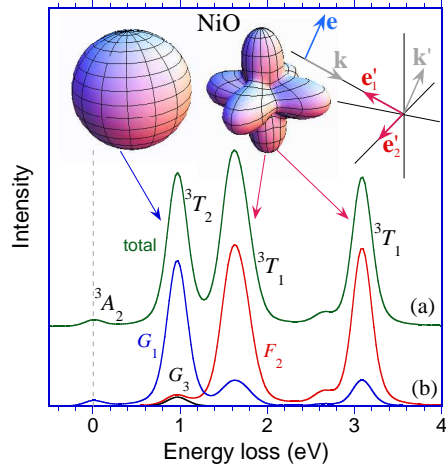 NiO
e
k
k'
e'₁
e'₂
Intensity
³T₂
³T₁
³T₁
total
³A₂
(a)
G₁
G₃
F₂
(b)
0 1 2 3 4
Energy loss (eV)